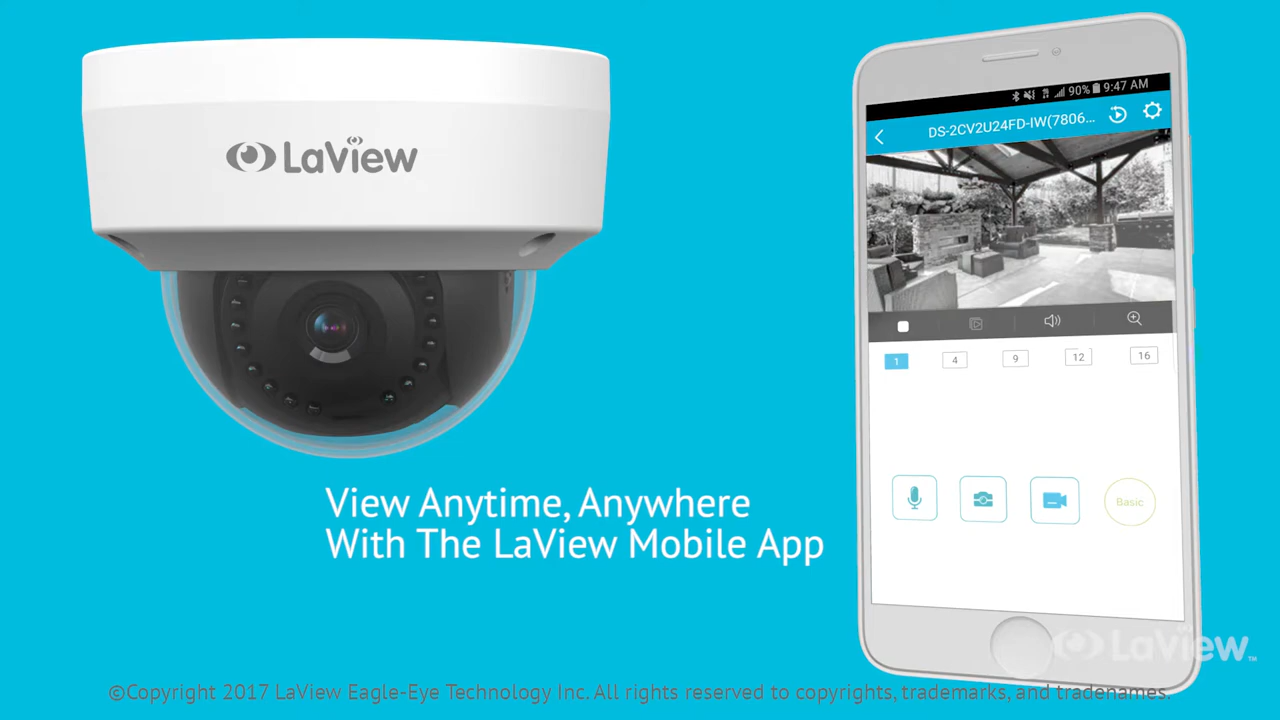 LaView
90% 9:47 AM
DS-2CV2U24FD-IW(7806...
1 4 9 12 16
Basic
View Anytime, Anywhere
With The LaView Mobile App
LaView™
©Copyright 2017 LaView Eagle-Eye Technology Inc. All rights reserved to copyrights, trademarks, and tradenames.